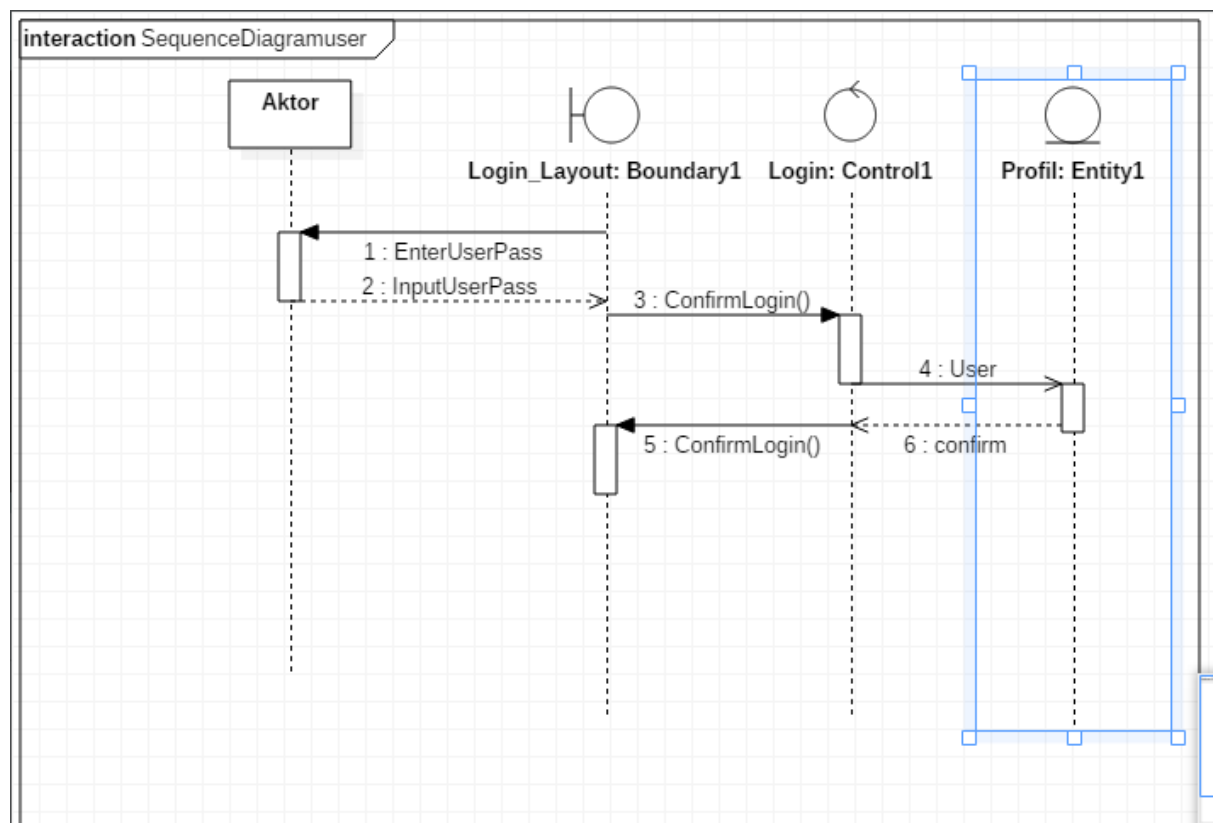 interaction SequenceDiagramuser
Aktor
Login_Layout: Boundary1
Login: Control1
Profil: Entity1
1 : EnterUserPass
2 : InputUserPass
3 : ConfirmLogin()
4 : User
5 : ConfirmLogin()
6 : confirm